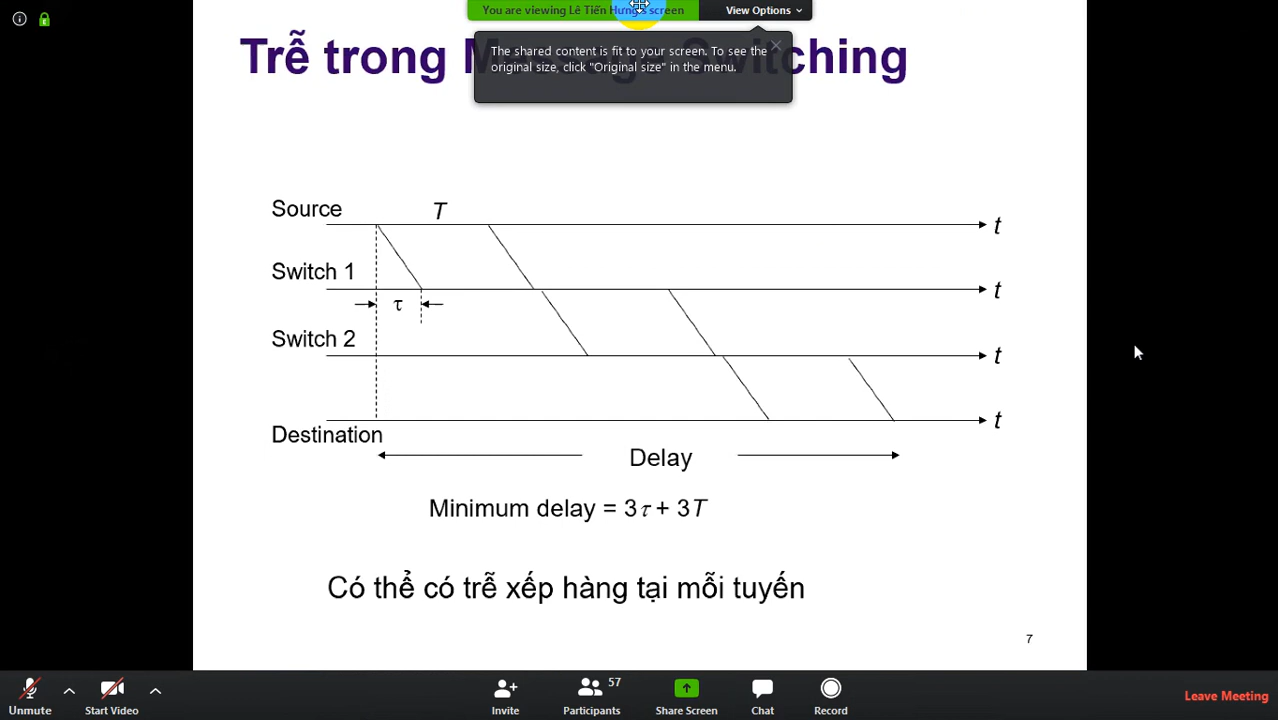 You are viewing Lê Tiến Hưng's screen
View Options
The shared content is fit to your screen. To see the
original size, click "Original size" in the menu.
Trễ trong Message Switching
Source
T
t
Switch 1
t
τ
Switch 2
t
t
Destination
Delay
Minimum delay = 3τ + 3T
Có thể có trễ xếp hàng tại mỗi tuyến
7
Unmute
Start Video
Invite
57
Participants
Share Screen
Chat
Record
Leave Meeting